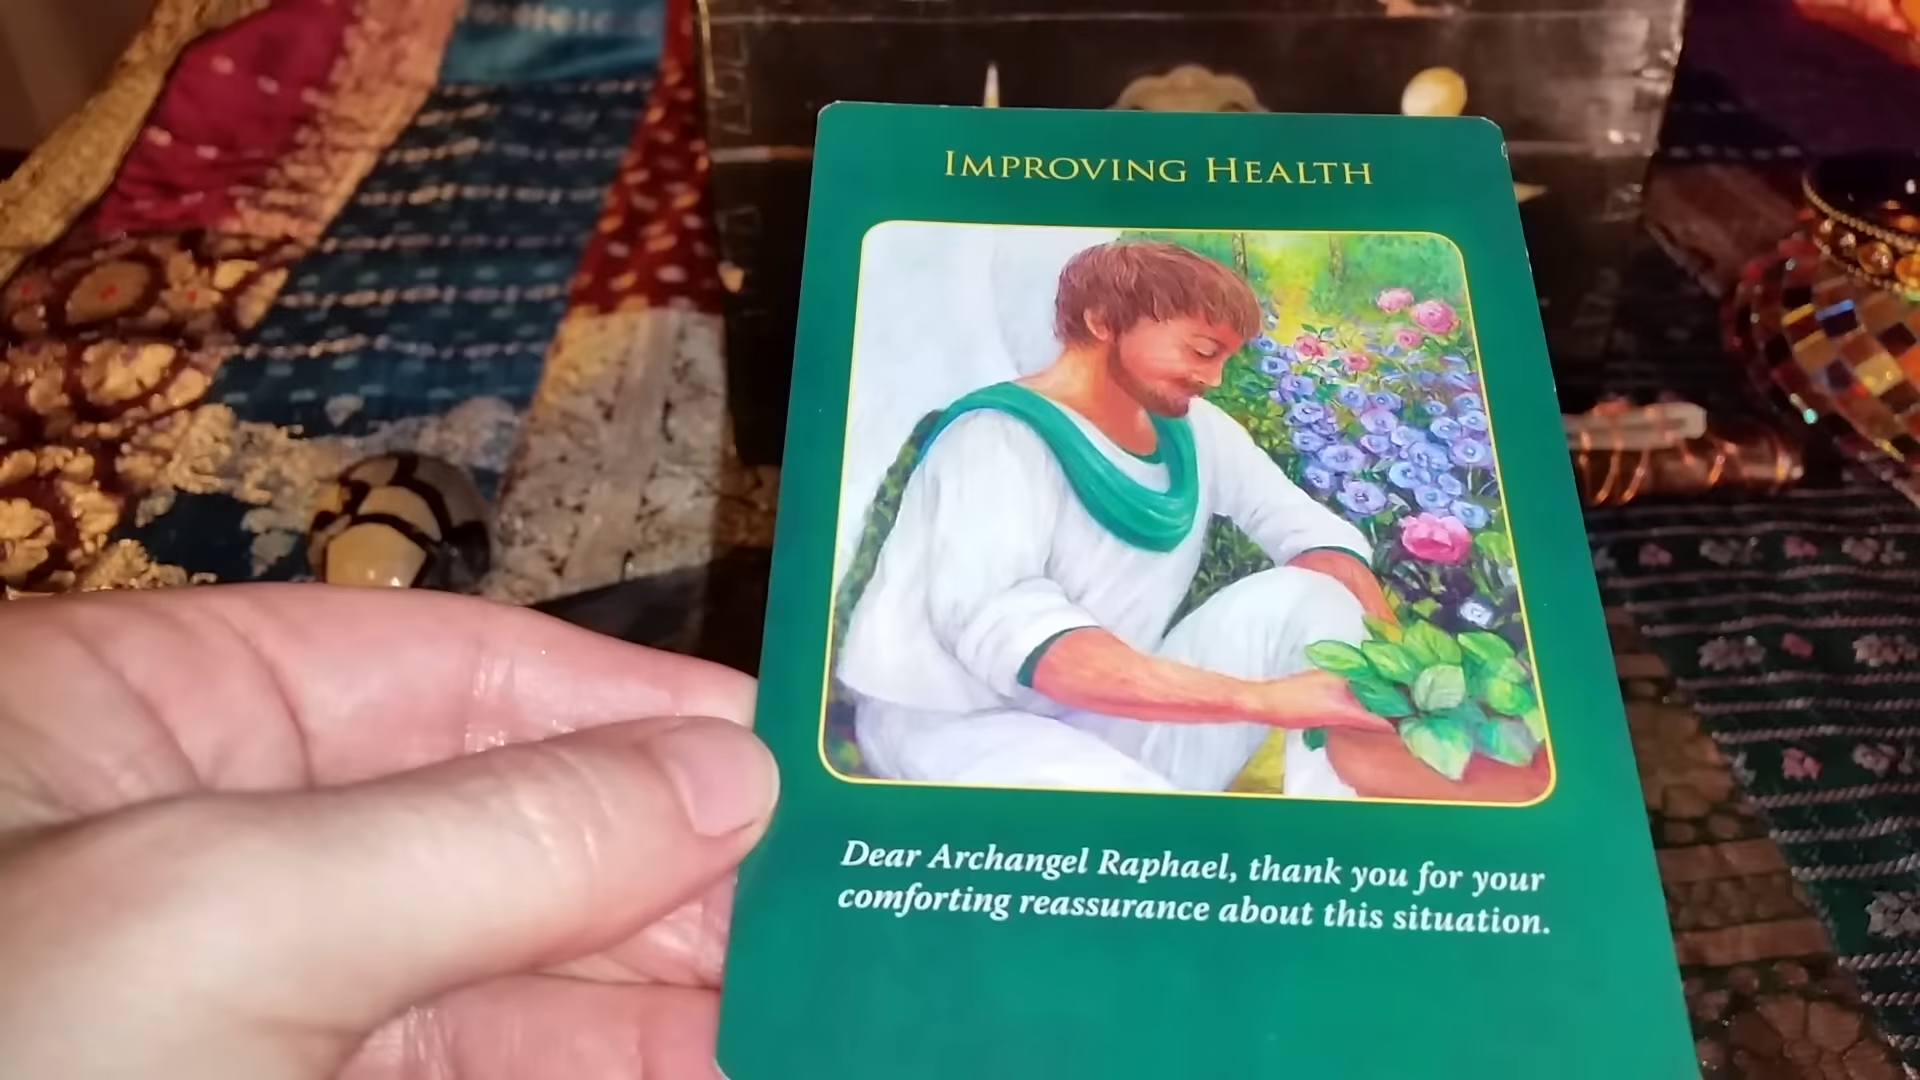 IMPROVING HEALTH
Dear Archangel Raphael, thank you for your
comforting reassurance about this situation.